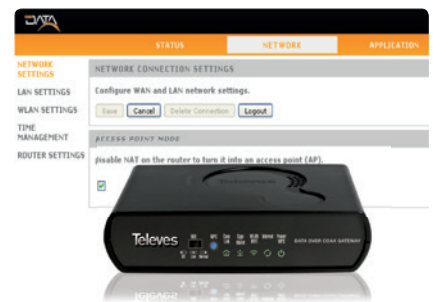 DATA
STATUS NETWORK APPLICATION
NETWORK SETTINGS
LAN SETTINGS
WLAN SETTINGS
TIME MANAGEMENT
ROUTER SETTINGS
NETWORK CONNECTION SETTINGS
Configure WAN and LAN network settings.
Save Cancel Delete Connection Logout
ACCESS POINT MODE
Disable NAT on the router to turn it into an access point (AP).
Televes
WPS
DATA OVER COAX GATEWAY